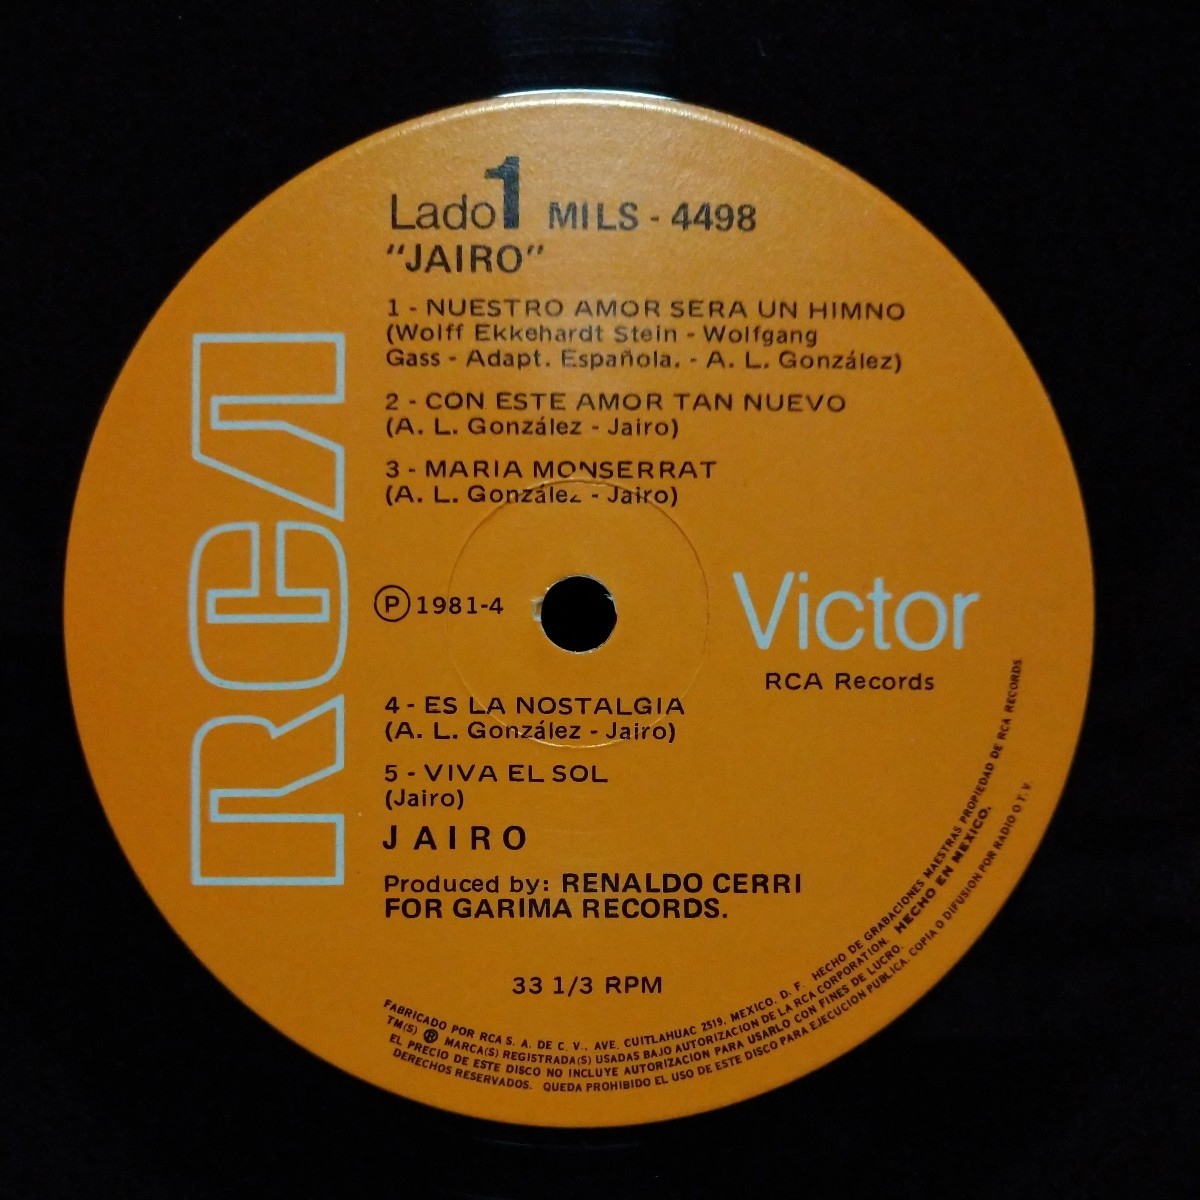 Lado 1 MILS - 4498
"JAIRO"
1 - NUESTRO AMOR SERA UN HIMNO
(Wolff Ekkehardt Stein - Wolfgang
Gass - Adapt. Española. - A. L. González)
2 - CON ESTE AMOR TAN NUEVO
(A. L. González - Jairo)
3 - MARIA MONSERRAT
(A. L. González - Jairo)
RCA
Ⓟ 1981-4
Victor
RCA Records
4 - ES LA NOSTALGIA
(A. L. González - Jairo)
5 - VIVA EL SOL
(Jairo)
JAIRO
Produced by: RENALDO CERRI
FOR GARIMA RECORDS.
33 1/3 RPM
FABRICADO POR RCA S. A. DE C. V., AVE. CUITLAHUAC 2519, MEXICO, D. F. HECHO DE GRABACIONES MAESTRAS PROPIEDAD DE RCA RECORDS
TM(S) ® MARCA(S) REGISTRADA(S) USADAS BAJO AUTORIZACION DE LA RCA CORPORATION. HECHO EN MEXICO.
EL PRECIO DE ESTE DISCO NO INCLUYE AUTORIZACION PARA USARLO CON FINES DE LUCRO.
DERECHOS RESERVADOS. QUEDA PROHIBIDO EL USO DE ESTE DISCO PARA EJECUCION PUBLICA, COPIA O DIFUSION POR RADIO O T. V.